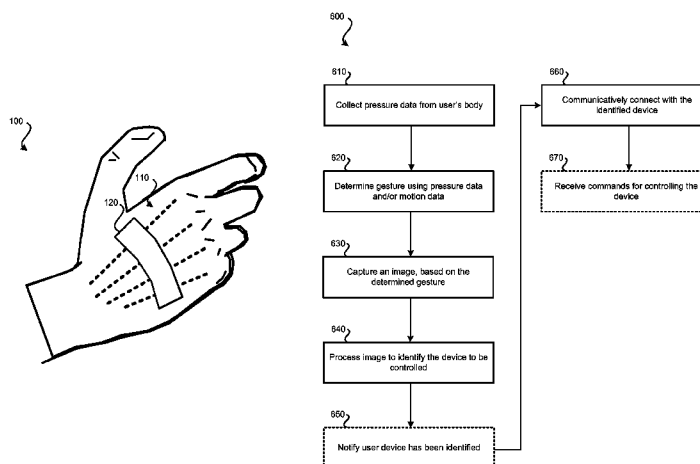 100
110
120
600
610
Collect pressure data from user's body
620
Determine gesture using pressure data
and/or motion data
630
Capture an image, based on the
determined gesture
640
Process image to identify the device to be
controlled
650
Notify user device has been identified
660
Communicatively connect with the
identified device
670
Receive commands for controlling the
device